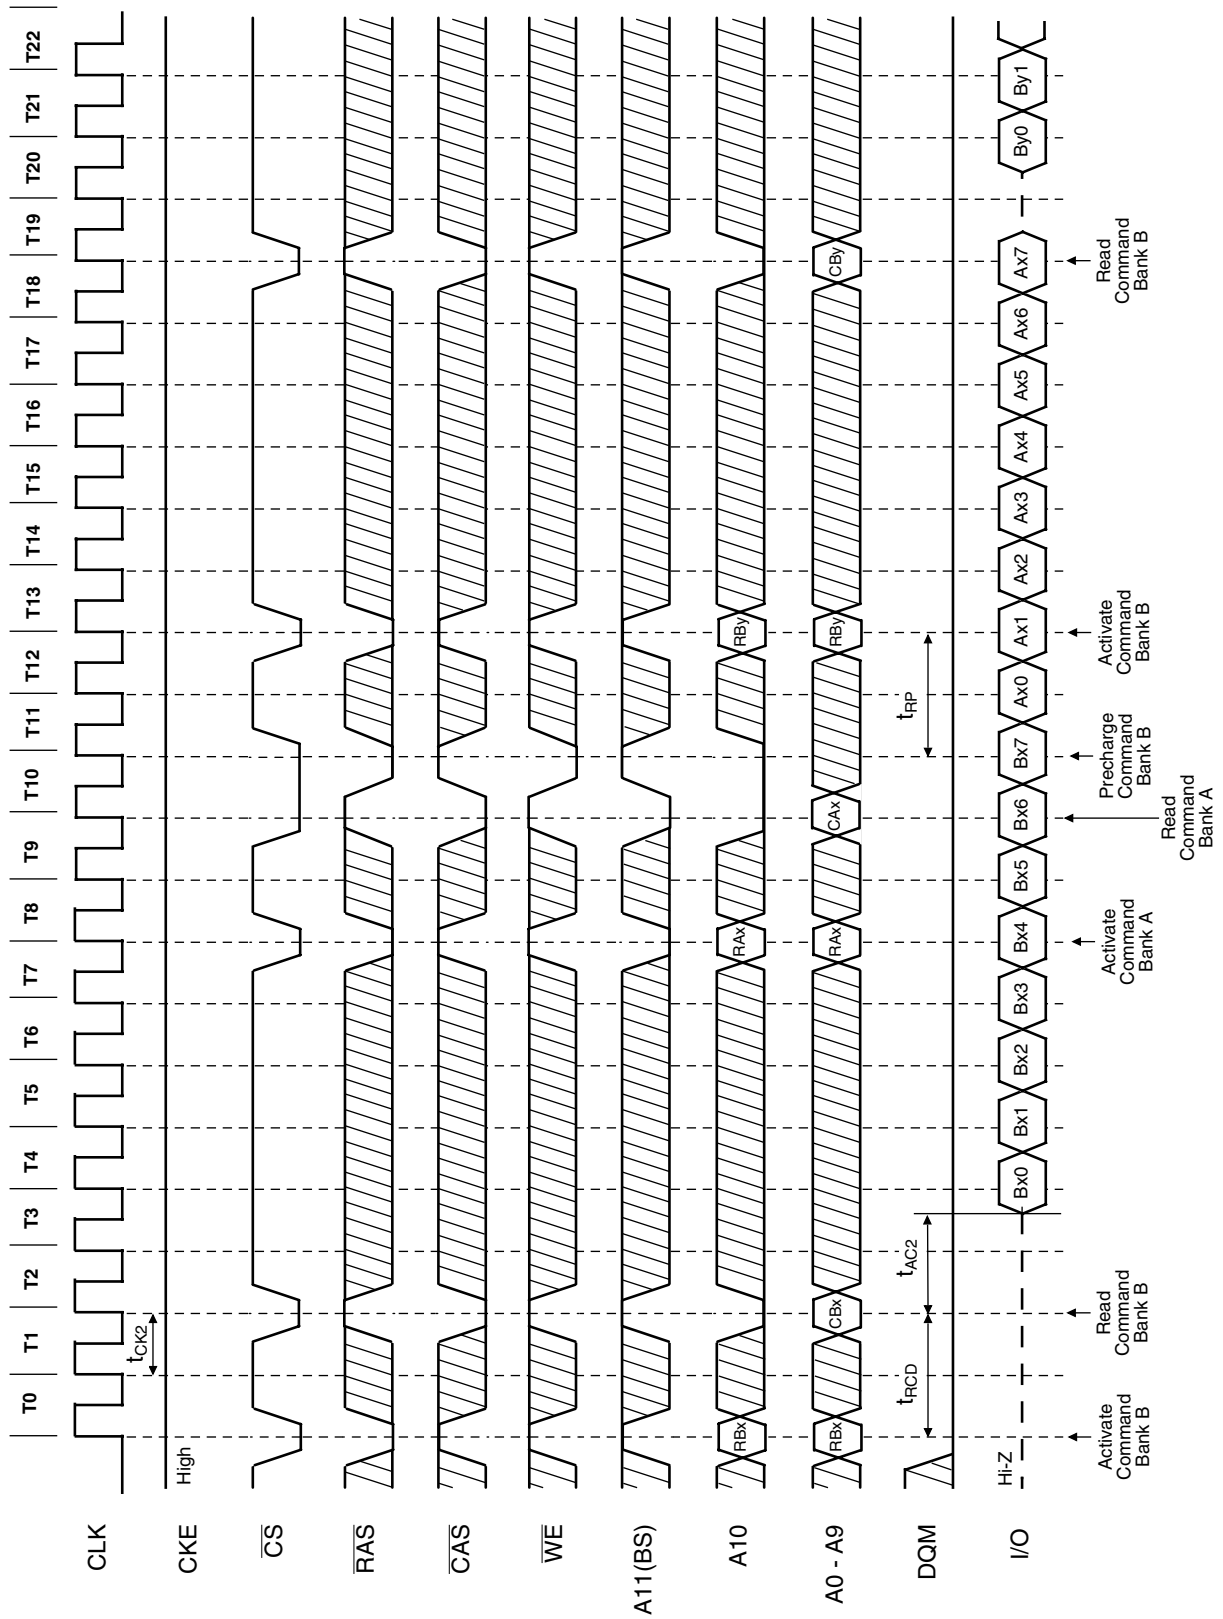 T0 T1 T2 T3 T4 T5 T6 T7 T8 T9 T10 T11 T12 T13 T14 T15 T16 T17 T18 T19 T20 T21 T22
CLK
tCK2
CKE
High
CS
RAS
CAS
WE
A11(BS)
A10
RBx RAx RBy
A0 - A9
RBx CBx RAx CAx RBy CBy
DQM
tRCD tAC2 tRP
I/O
Hi-Z
Bx0 Bx1 Bx2 Bx3 Bx4 Bx5 Bx6 Bx7 Ax0 Ax1 Ax2 Ax3 Ax4 Ax5 Ax6 Ax7 By0 By1
Activate
Command
Bank B
Read
Command
Bank B
Activate
Command
Bank A
Read
Command
Bank A
Precharge
Command
Bank B
Activate
Command
Bank B
Read
Command
Bank B